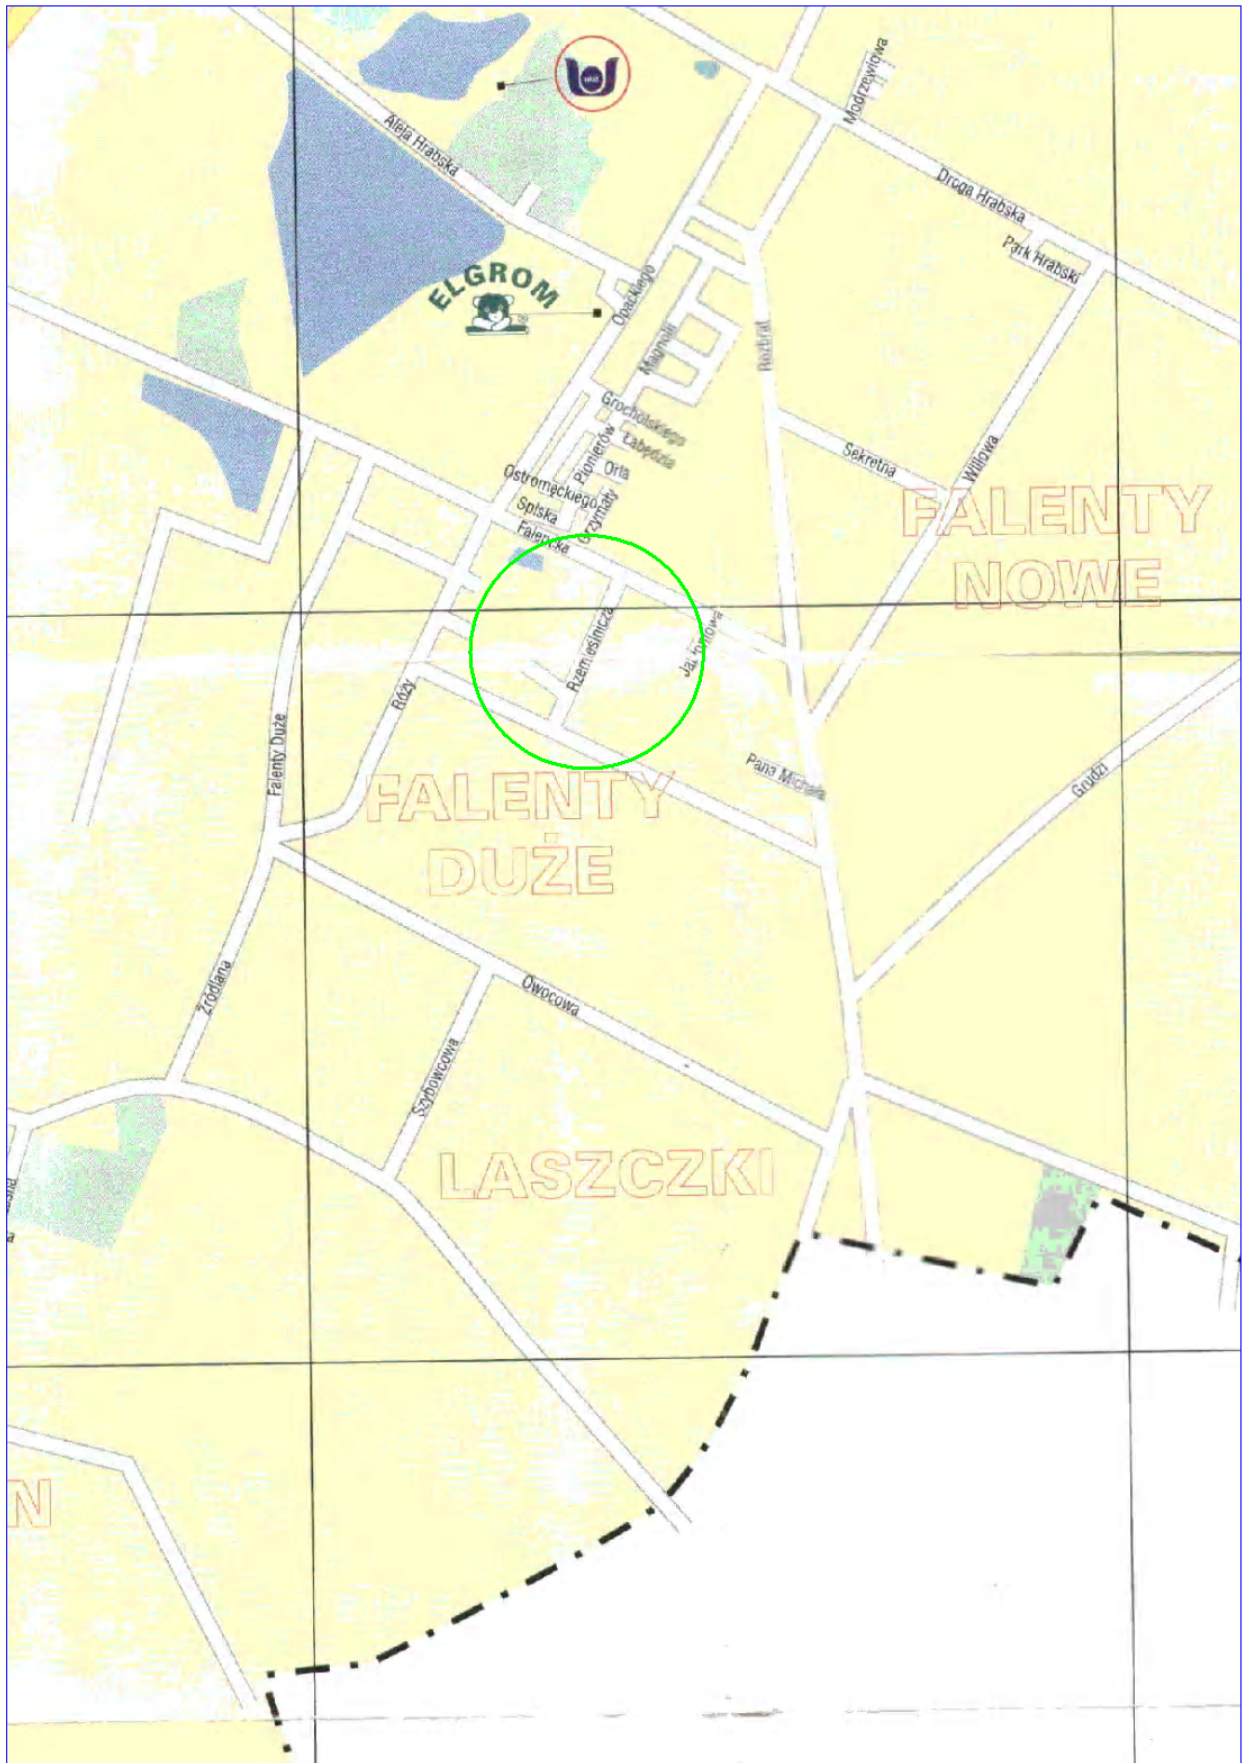 Modrzewiowa
Aleja Hrabska
Droga Hrabska
Park Hrabski
ELGROM
Opackiego
Magnolii
Rozbrat
Grocholskiego
Łabędzia
Pionierów
Orla
Sekretna
Willowa
Ostromęckiego
Spiska
Grzymały
Falencka
FALENTY
NOWE
Rzemieślnicza
Róży
Falenty Duże
Pana Michała
Grudzi
FALENTY
DUŻE
Źródlana
Owocowa
Szybowcowa
LASZCZKI
N